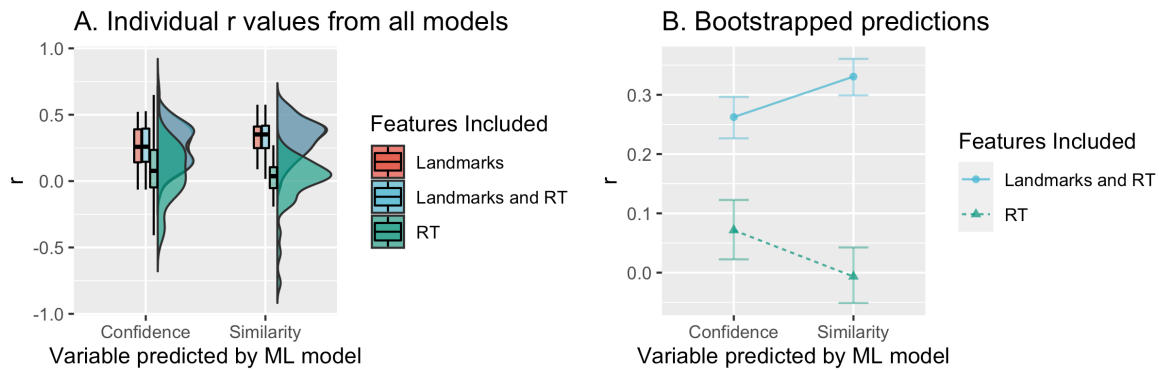 A. Individual r values from all models
1.0
0.5
0.0
-0.5
-1.0
r
Confidence
Similarity
Variable predicted by ML model
Features Included
Landmarks
Landmarks and RT
RT
B. Bootstrapped predictions
0.3
0.2
0.1
0.0
r
Confidence
Similarity
Variable predicted by ML model
Features Included
Landmarks and RT
RT